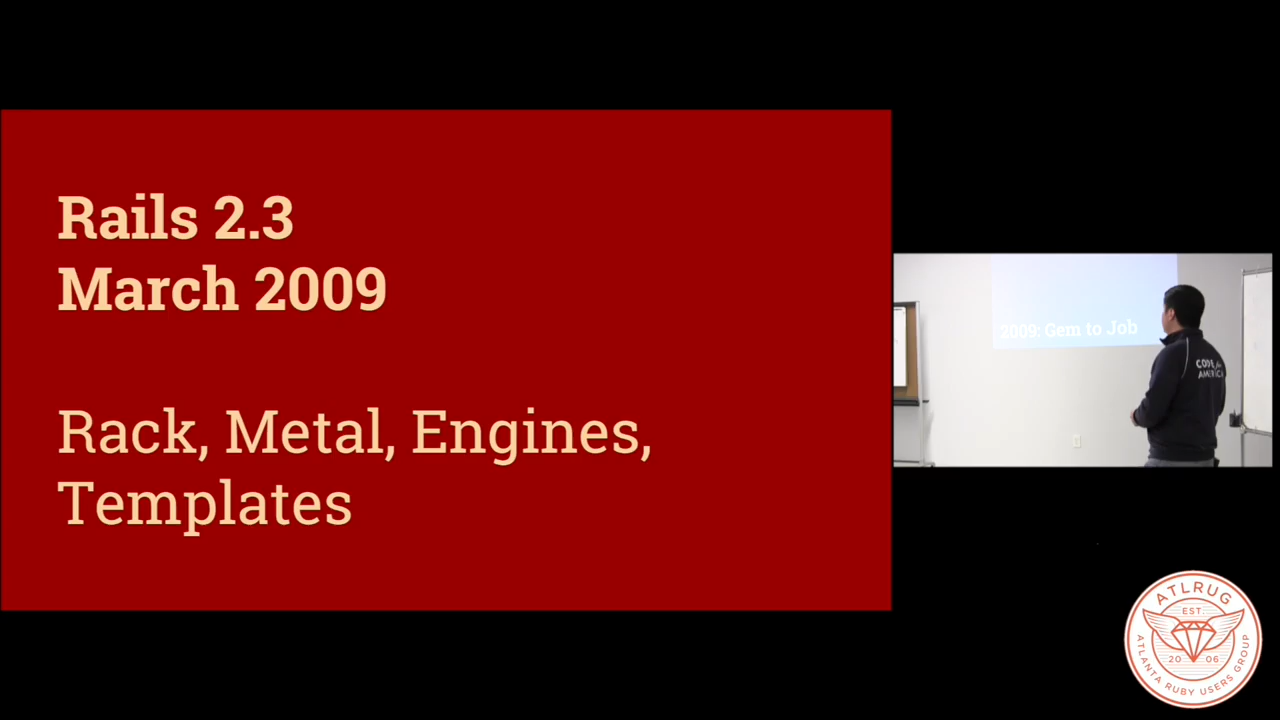 Rails 2.3
March 2009
Rack, Metal, Engines,
Templates
2009: Gem to Job
CODE for
AMERICA
ATLRUG
EST.
20 06
ATLANTA RUBY USERS GROUP